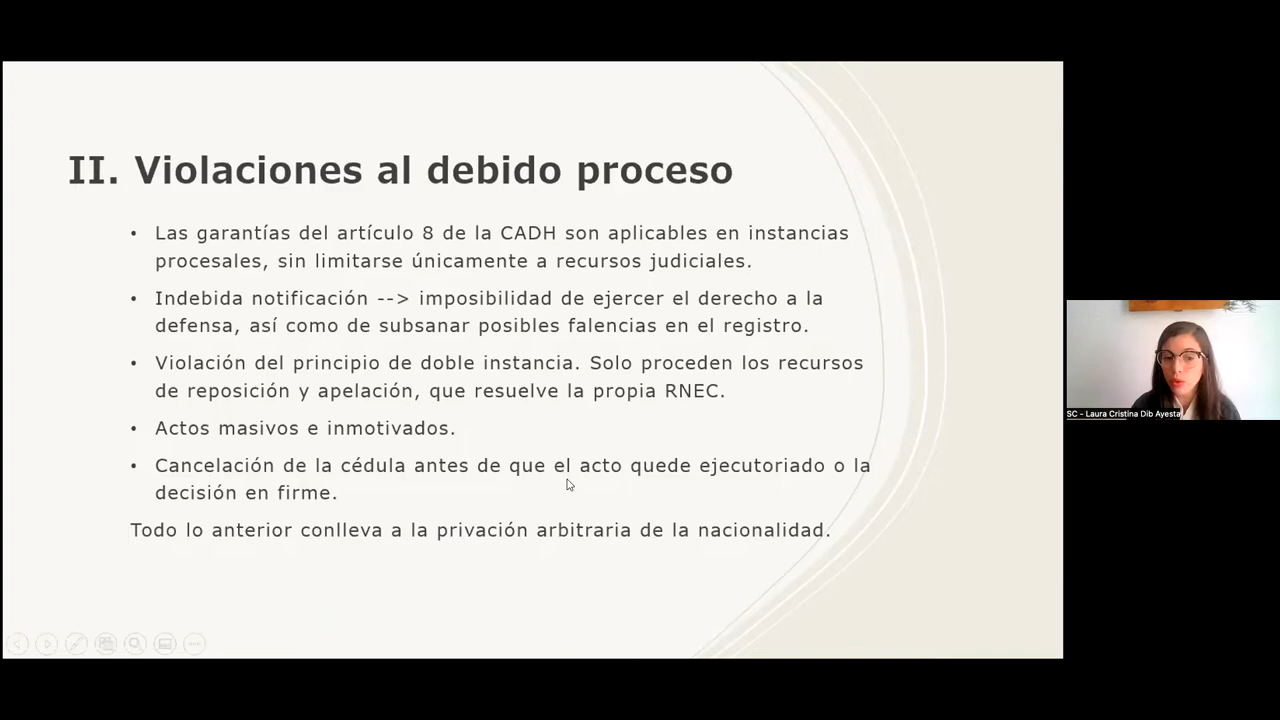 II. Violaciones al debido proceso
• Las garantías del artículo 8 de la CADH son aplicables en instancias
procesales, sin limitarse únicamente a recursos judiciales.
• Indebida notificación --> imposibilidad de ejercer el derecho a la
defensa, así como de subsanar posibles falencias en el registro.
• Violación del principio de doble instancia. Solo proceden los recursos
de reposición y apelación, que resuelve la propia RNEC.
• Actos masivos e inmotivados.
• Cancelación de la cédula antes de que el acto quede ejecutoriado o la
decisión en firme.
Todo lo anterior conlleva a la privación arbitraria de la nacionalidad.
SC - Laura Cristina Dib Ayesta